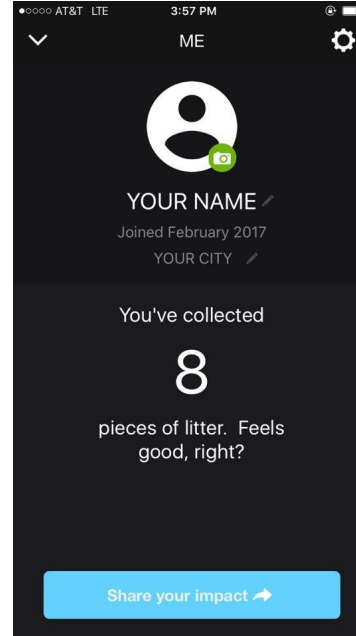 AT&T LTE 3:57 PM
ME
YOUR NAME
Joined February 2017
YOUR CITY
You've collected
8
pieces of litter. Feels
good, right?
Share your impact